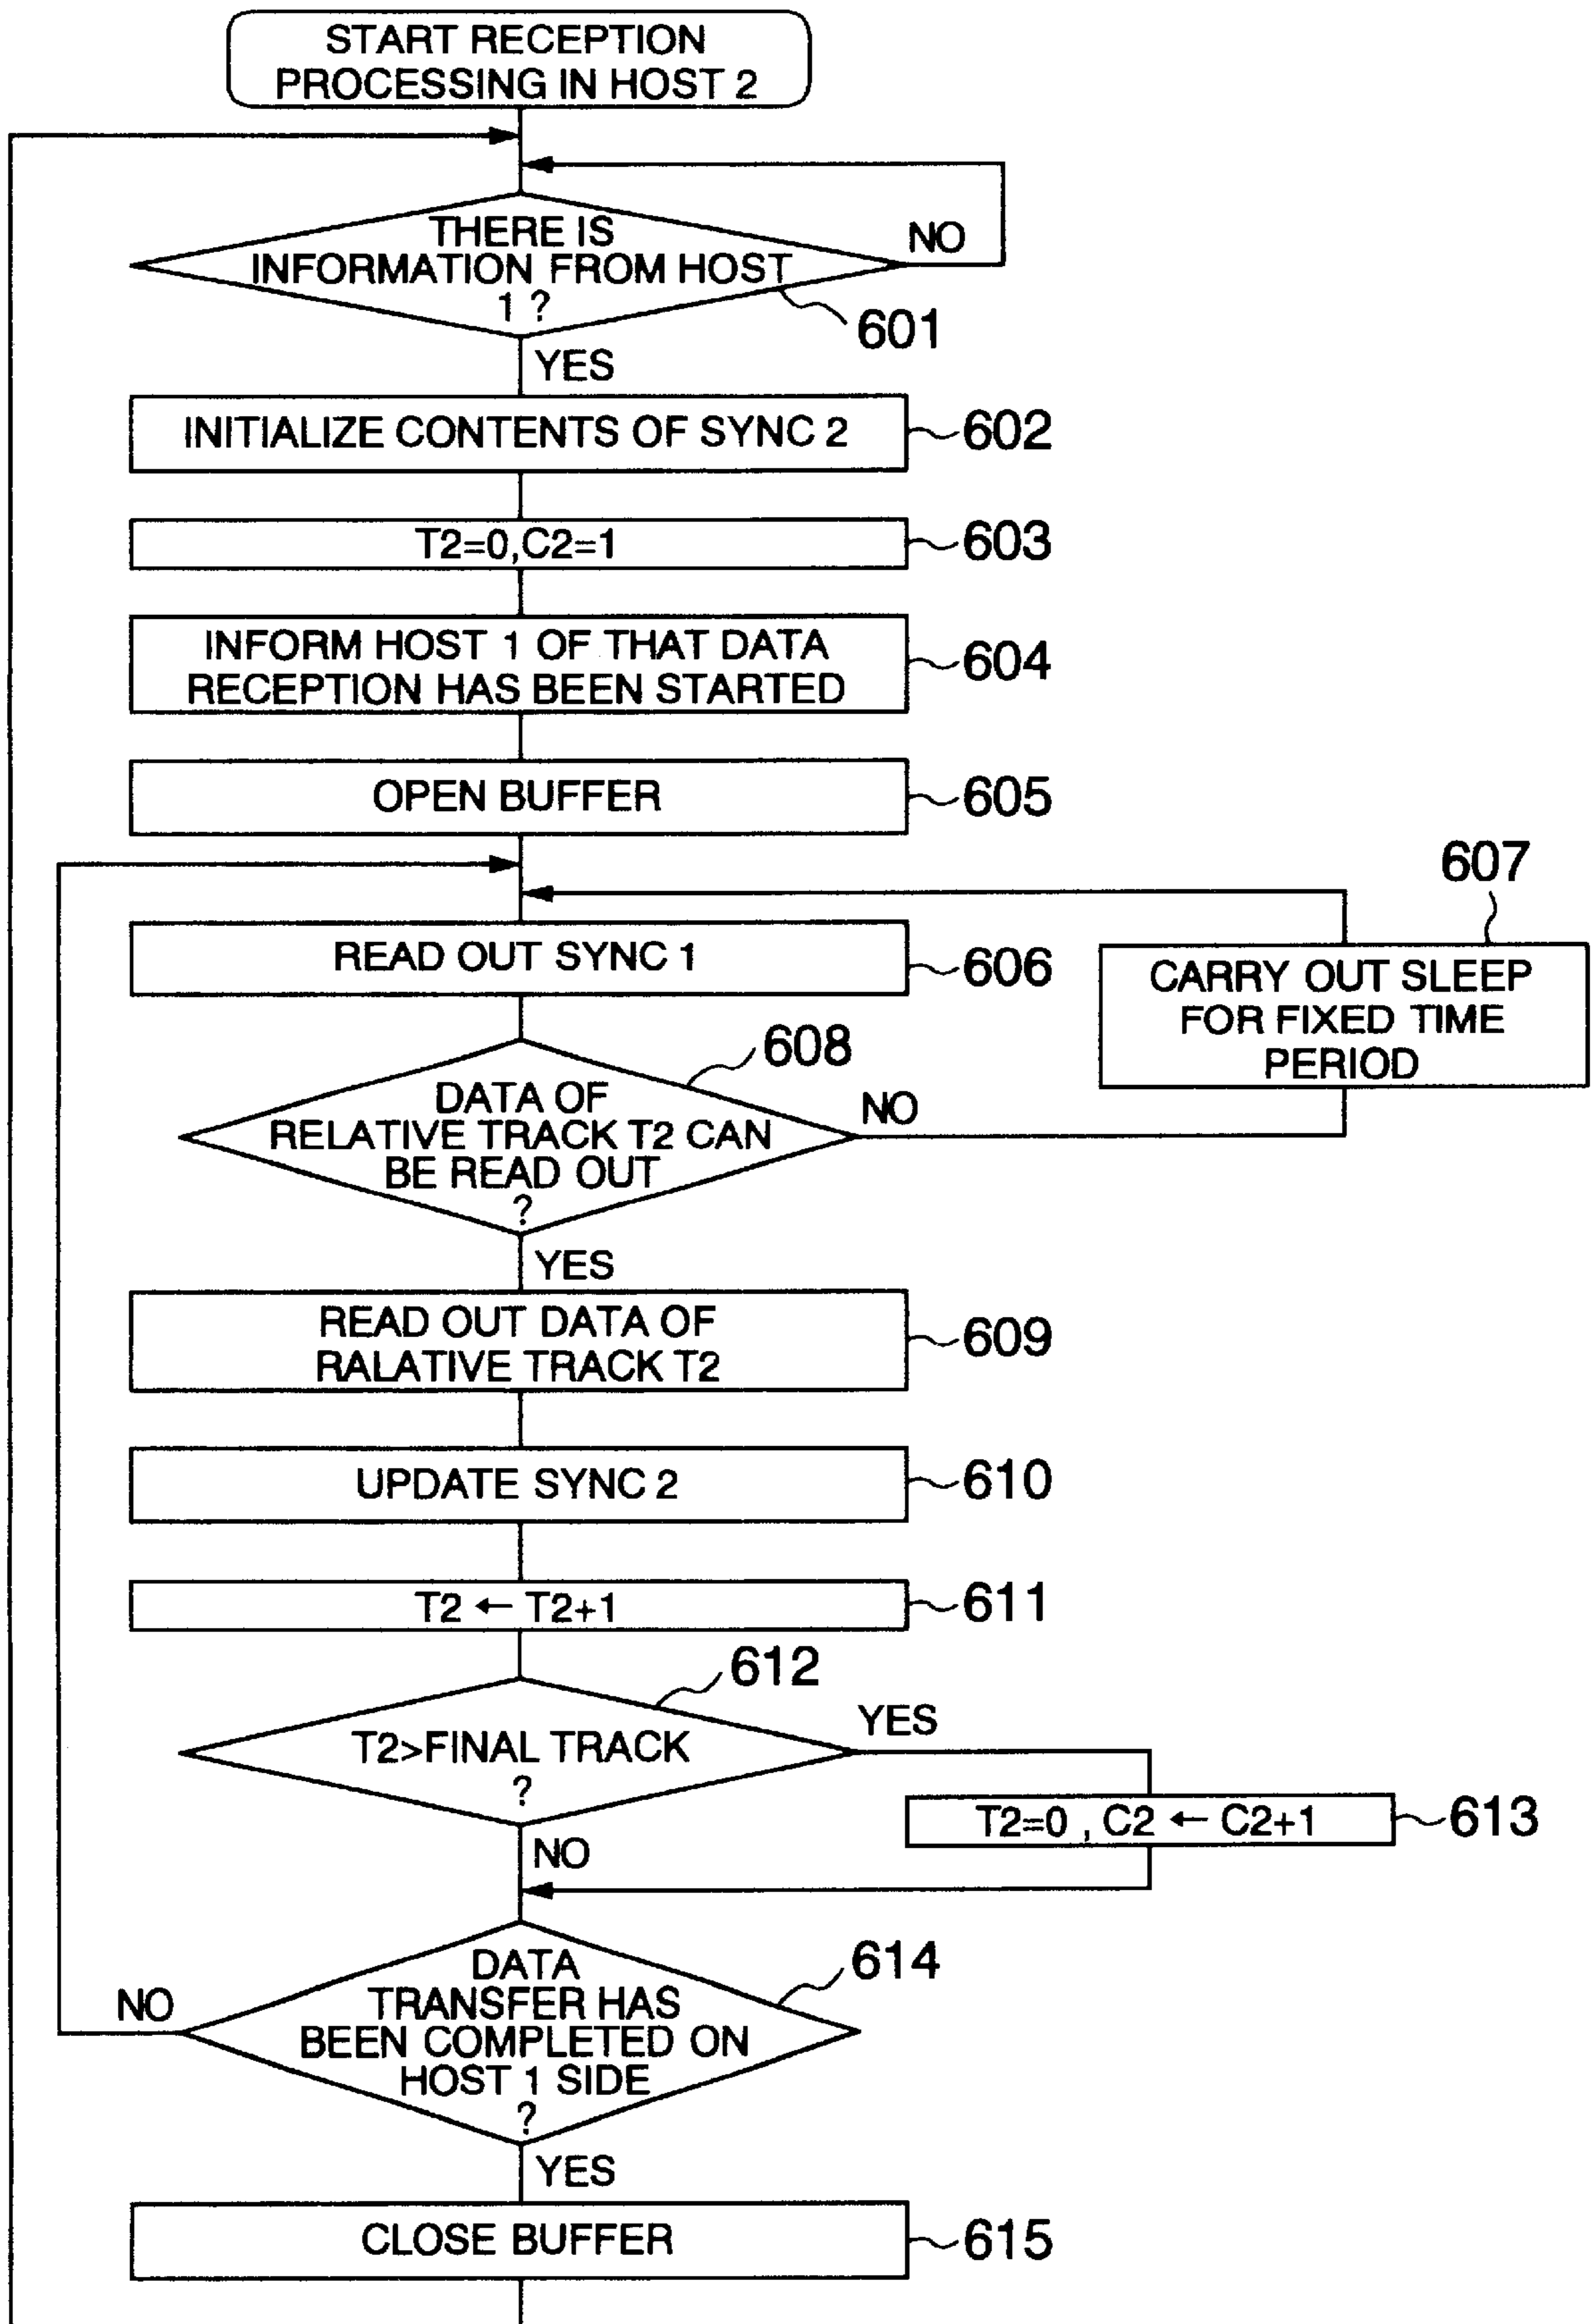 START RECEPTION
PROCESSING IN HOST 2
THERE IS
INFORMATION FROM HOST
1 ?
NO
601
YES
INITIALIZE CONTENTS OF SYNC 2
602
T2=0,C2=1
603
INFORM HOST 1 OF THAT DATA
RECEPTION HAS BEEN STARTED
604
OPEN BUFFER
605
READ OUT SYNC 1
606
607
CARRY OUT SLEEP
FOR FIXED TIME
PERIOD
608
DATA OF
RELATIVE TRACK T2 CAN
BE READ OUT
?
NO
YES
READ OUT DATA OF
RALATIVE TRACK T2
609
UPDATE SYNC 2
610
T2 ← T2+1
611
612
T2>FINAL TRACK
?
YES
T2=0 , C2 ← C2+1
613
NO
614
DATA
TRANSFER HAS
BEEN COMPLETED ON
HOST 1 SIDE
?
NO
YES
CLOSE BUFFER
615